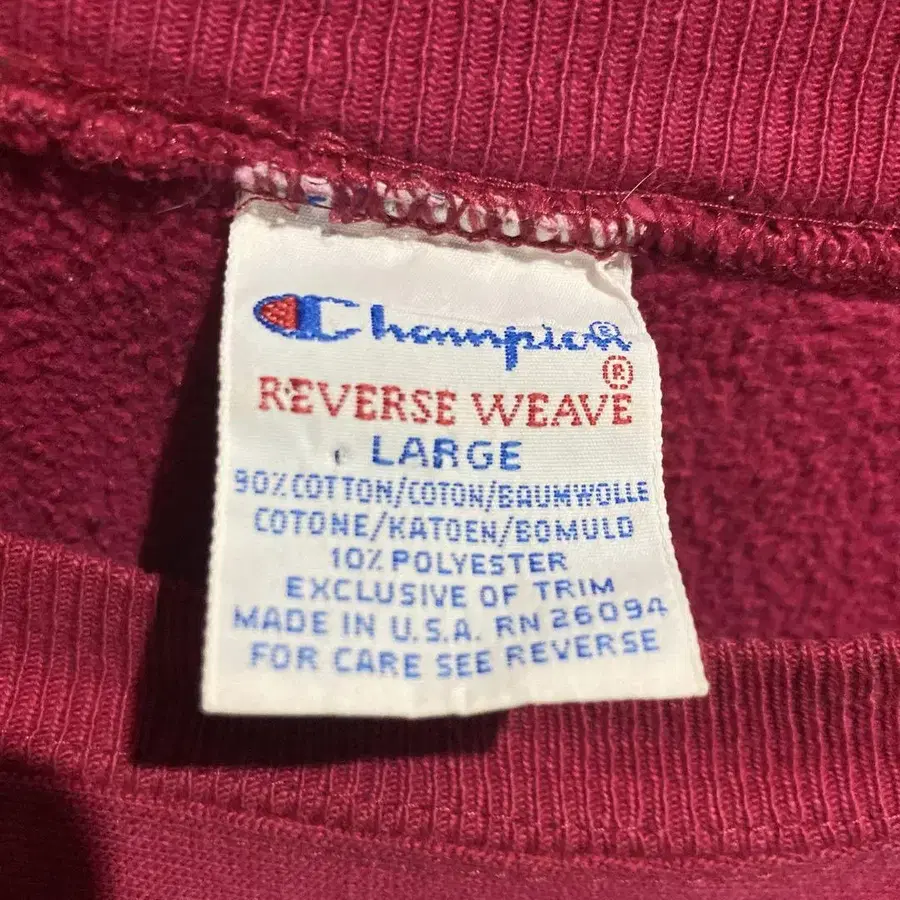 Champion®
®
REVERSE WEAVE
LARGE
90% COTTON/COTON/BAUMWOLLE
COTONE/KATOEN/BOMULD
10% POLYESTER
EXCLUSIVE OF TRIM
MADE IN U.S.A. RN 26094
FOR CARE SEE REVERSE